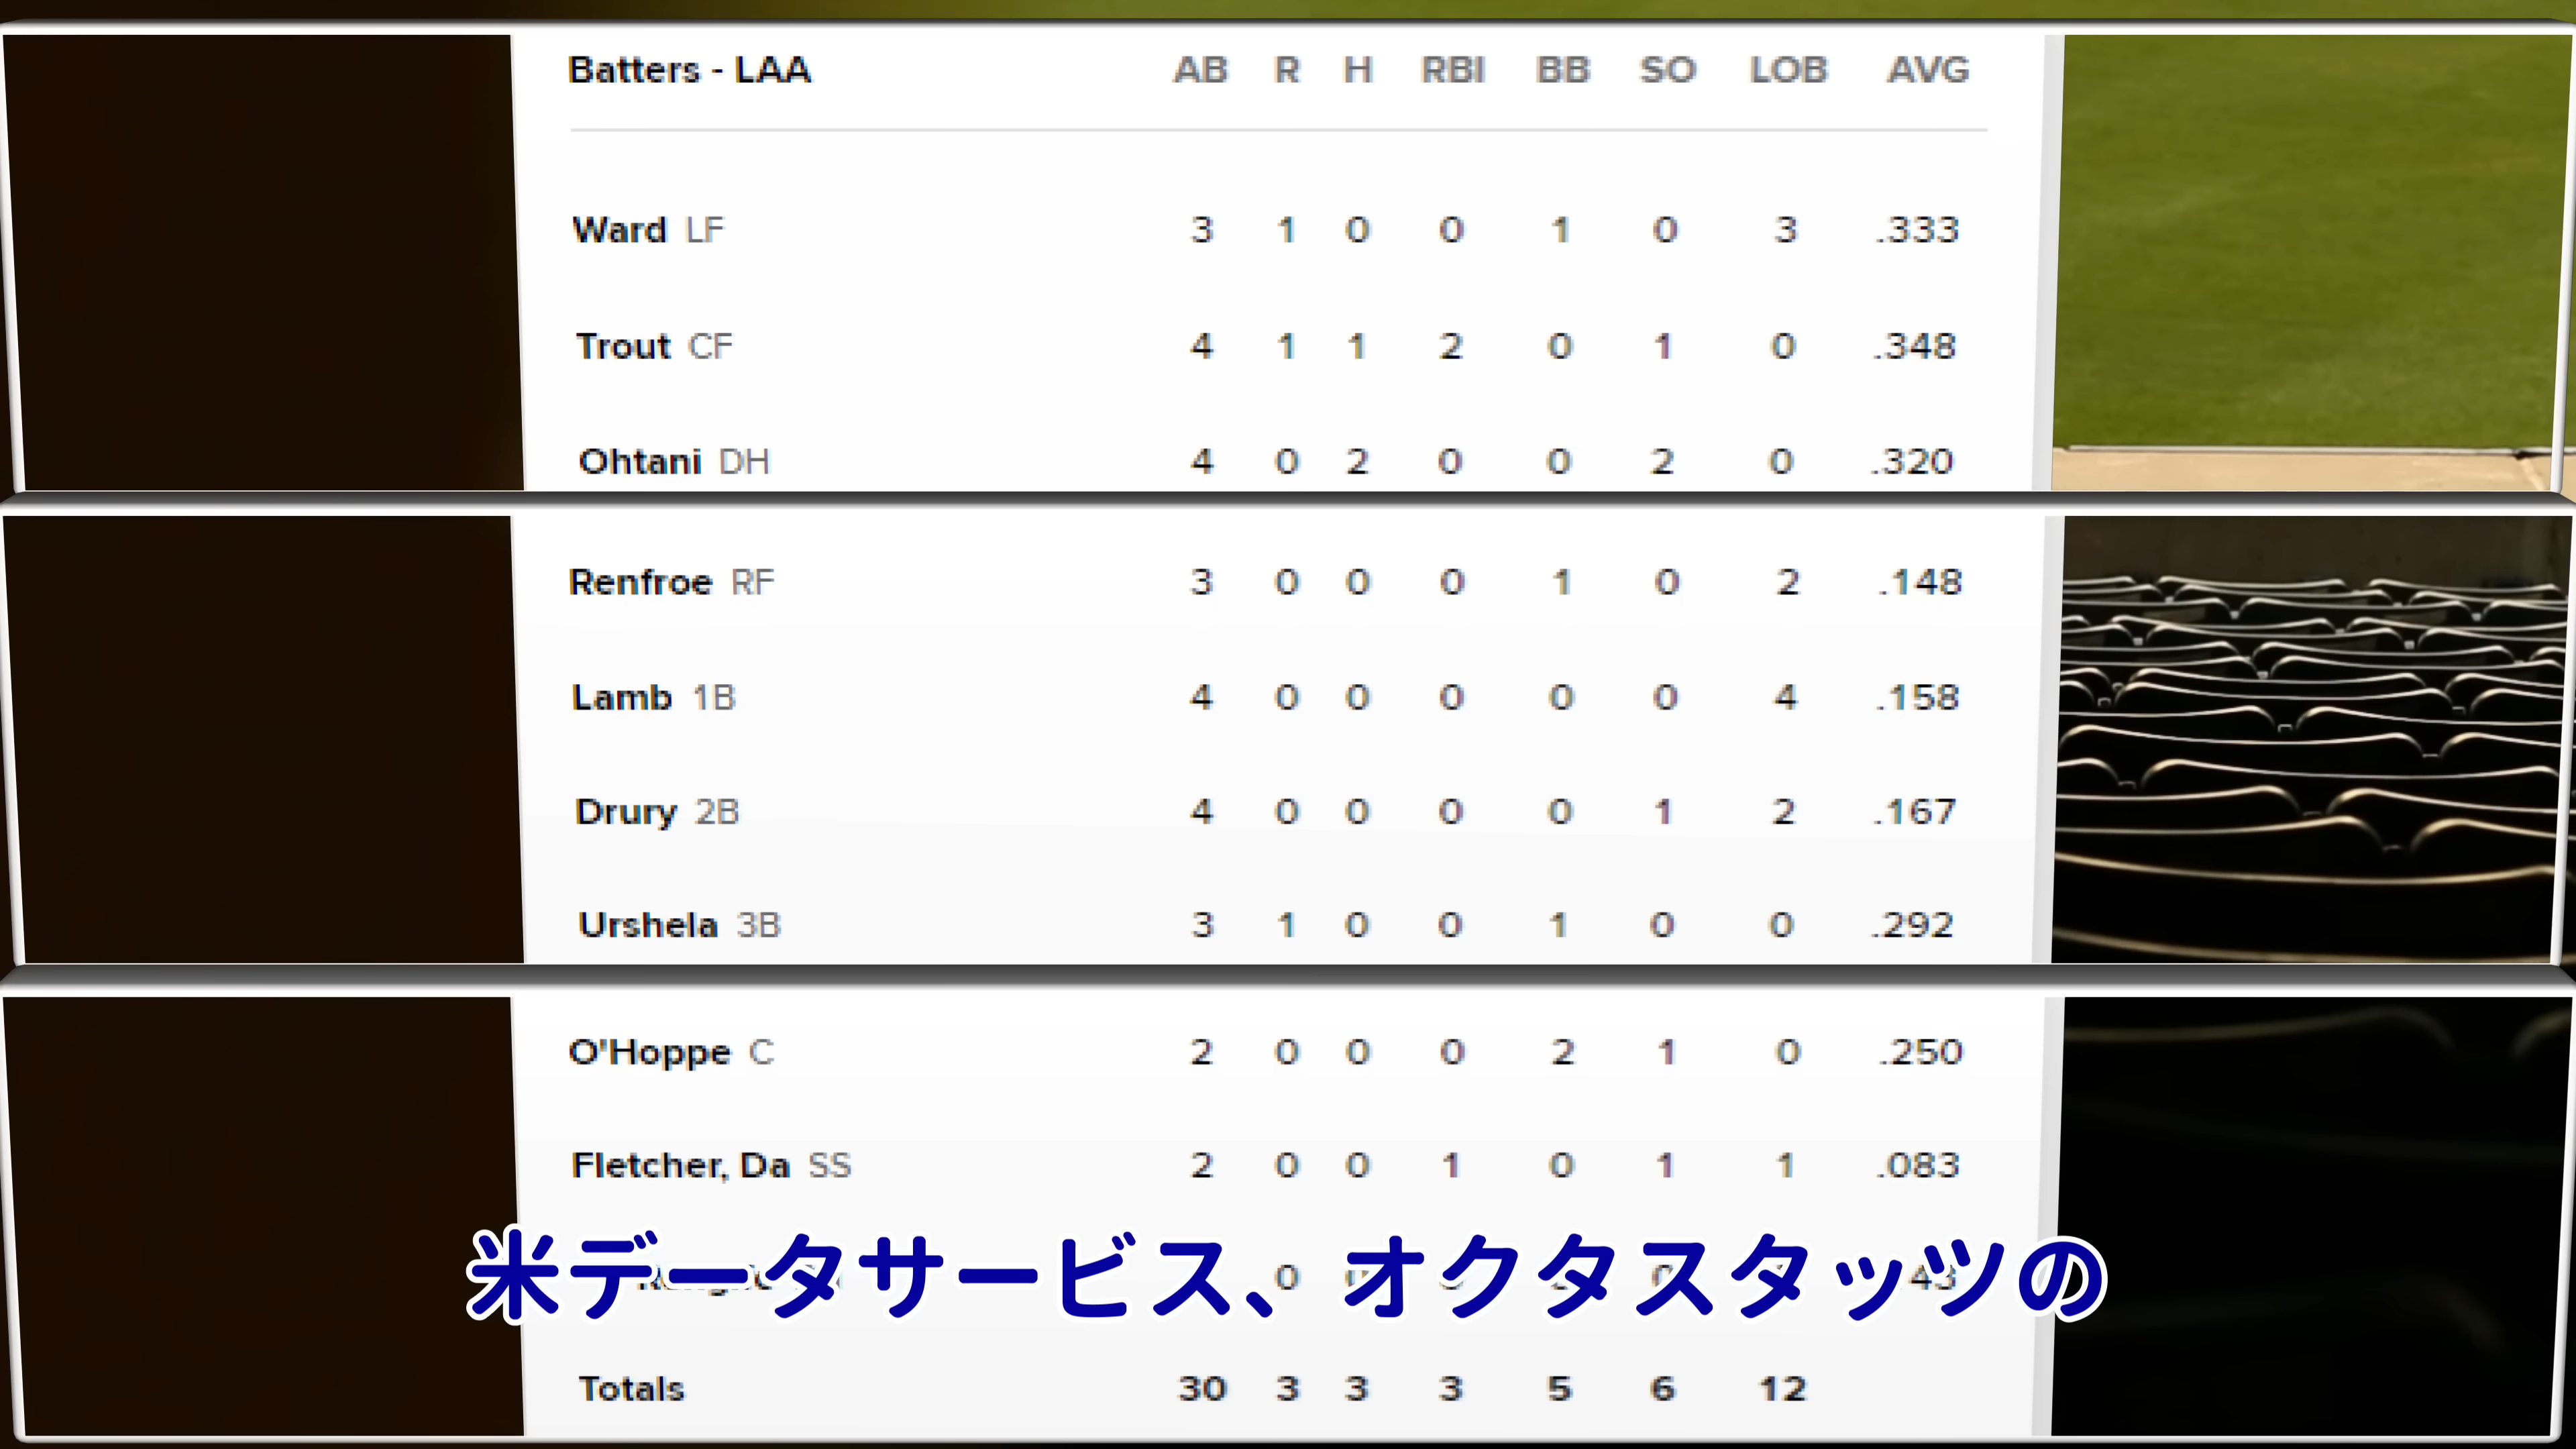 Batters - LAA AB R H RBI BB SO LOB AVG
Ward LF 3 1 0 0 1 0 3 .333
Trout CF 4 1 1 2 0 1 0 .348
Ohtani DH 4 0 2 0 0 2 0 .320
Renfroe RF 3 0 0 0 1 0 2 .148
Lamb 1B 4 0 0 0 0 0 4 .158
Drury 2B 4 0 0 0 0 1 2 .167
Urshela 3B 3 1 0 0 1 0 0 .292
O'Hoppe C 2 0 0 0 2 1 0 .250
Fletcher, Da SS 2 0 0 1 0 1 1 .083
米データサービス、オクタスタッツの
Totals 30 3 3 3 5 6 12